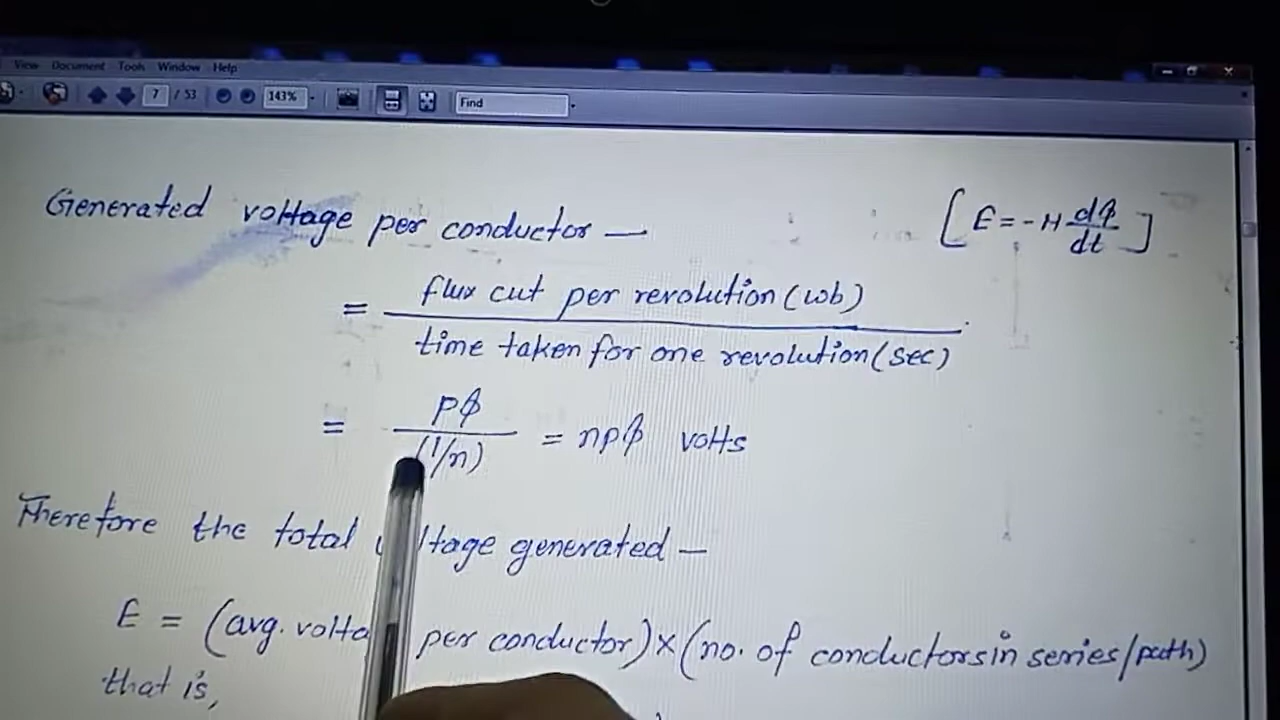 View Document Tools Window Help
7 / 53 143% Find
Generated voltage per conductor — [E = -N dϕ/dt]
= flux cut per revolution (wb)
time taken for one revolution (sec)
= Pϕ / (1/n) = npϕ volts
Therefore the total voltage generated —
E = (avg. voltage per conductor) × (no. of conductors in series/path)
that is,